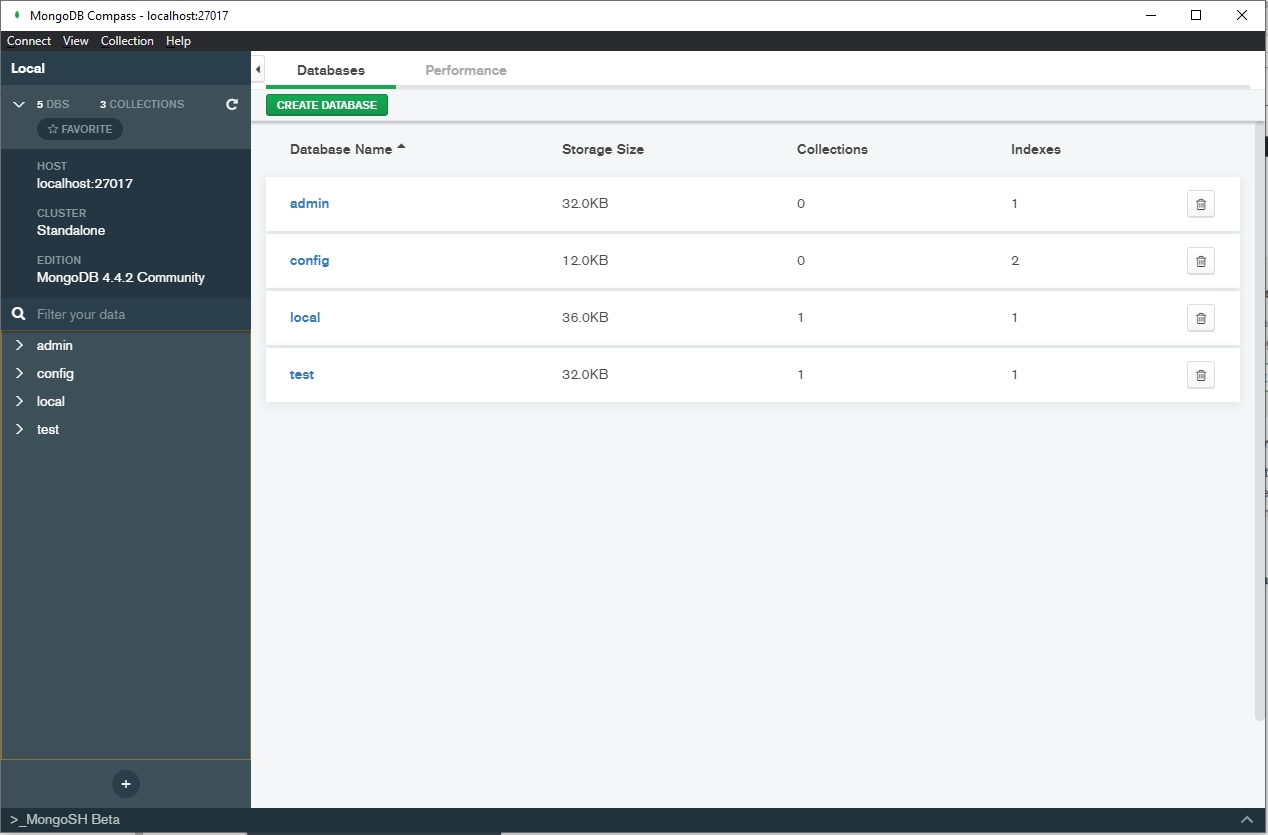 MongoDB Compass - localhost:27017
Connect View Collection Help
Local
5 DBS 3 COLLECTIONS
FAVORITE
HOST
localhost:27017
CLUSTER
Standalone
EDITION
MongoDB 4.4.2 Community
Filter your data
admin
config
local
test
+
>_MongoSH Beta
Databases Performance
CREATE DATABASE
Database Name Storage Size Collections Indexes
admin 32.0KB 0 1
config 12.0KB 0 2
local 36.0KB 1 1
test 32.0KB 1 1